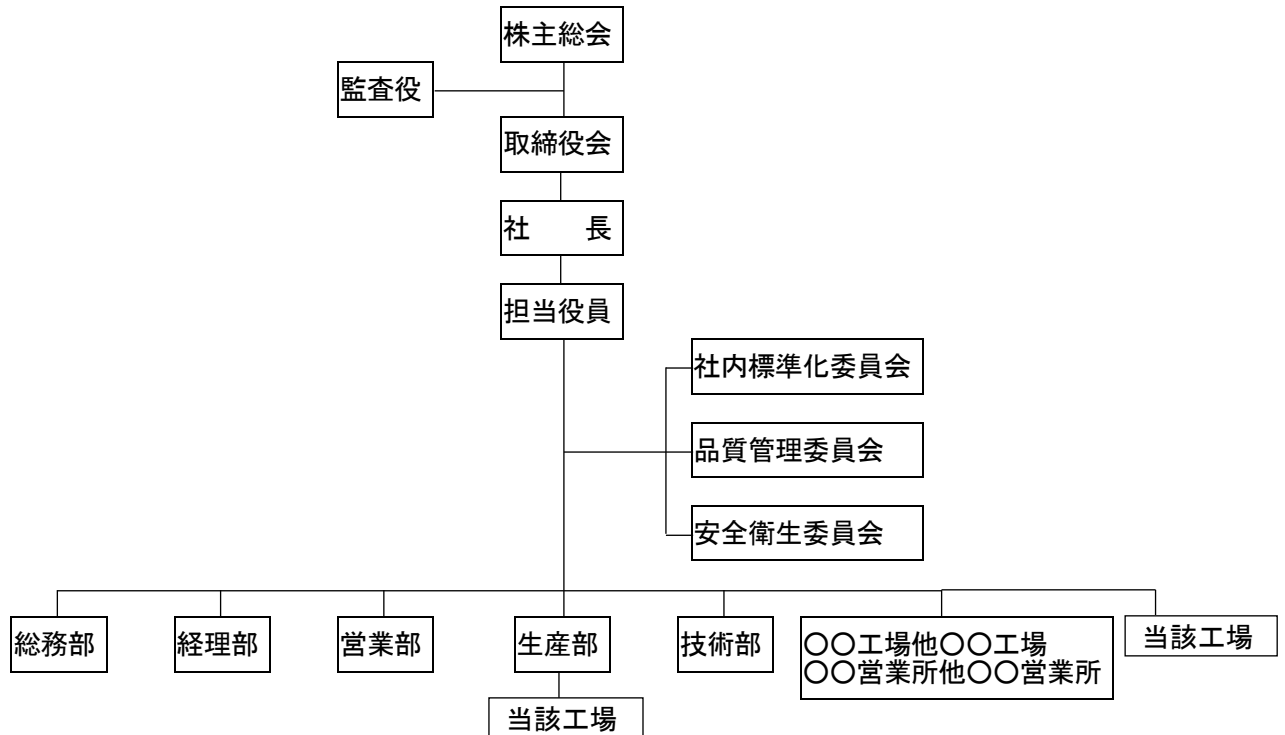 株主総会
監査役
取締役会
社　　長
担当役員
社内標準化委員会
品質管理委員会
安全衛生委員会
総務部
経理部
営業部
生産部
技術部
〇〇工場他〇〇工場
〇〇営業所他〇〇営業所
当該工場
当該工場